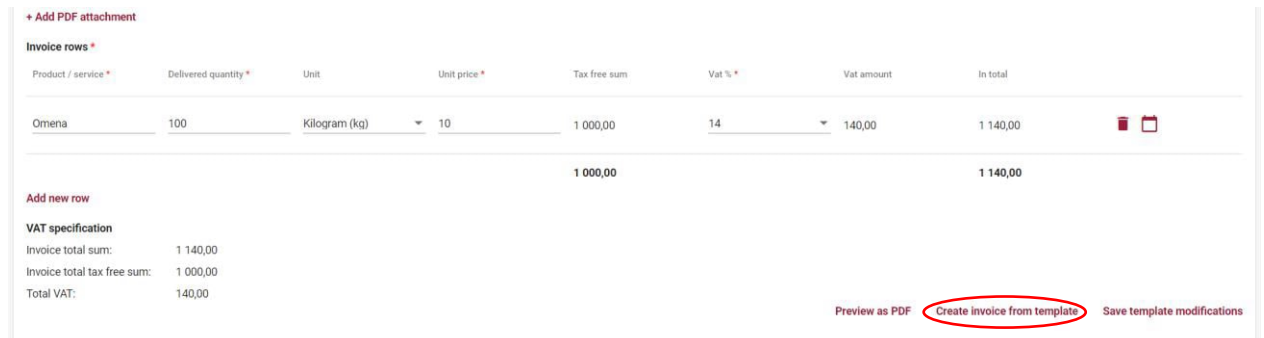 + Add PDF attachment
Invoice rows *
Product / service * Delivered quantity * Unit Unit price * Tax free sum Vat % * Vat amount In total
Omena 100 Kilogram (kg) 10 1 000,00 14 140,00 1 140,00
1 000,00 1 140,00
Add new row
VAT specification
Invoice total sum: 1 140,00
Invoice total tax free sum: 1 000,00
Total VAT: 140,00
Preview as PDF Create invoice from template Save template modifications